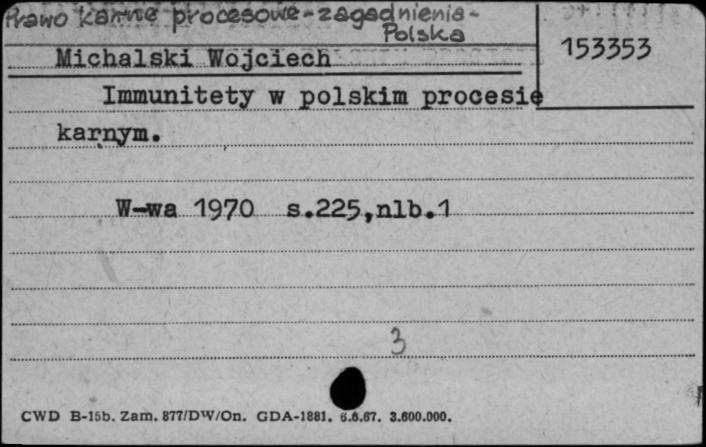 Prawo karne procesowe - zagadnienia -
Polska
153353
Michalski Wojciech
Immunitety w polskim procesie
karnym.
W-wa 1970 s.225,nlb.1
3
CWD B-15b. Zam. 877/DW/On. GDA-1881. 6.6.67. 3.600.000.